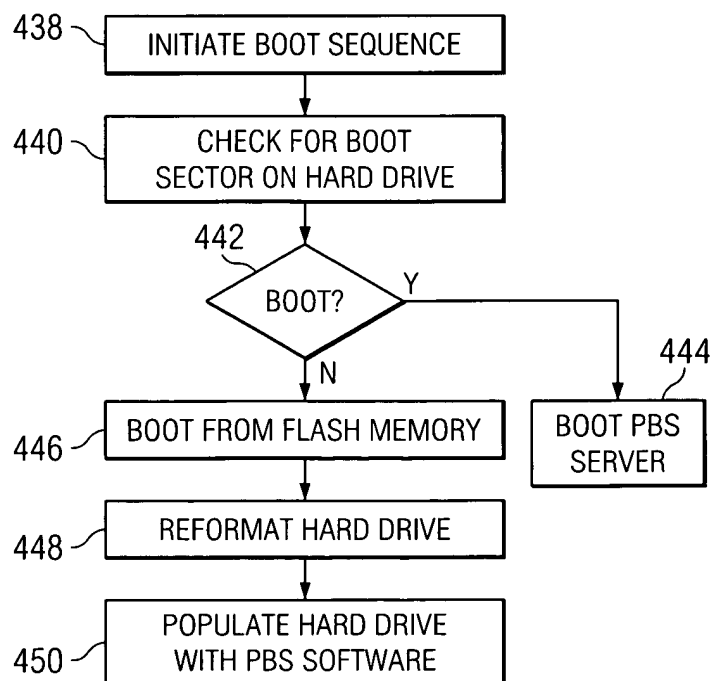 438
INITIATE BOOT SEQUENCE
440
CHECK FOR BOOT
SECTOR ON HARD DRIVE
442
BOOT?
Y
N
444
BOOT PBS
SERVER
446
BOOT FROM FLASH MEMORY
448
REFORMAT HARD DRIVE
450
POPULATE HARD DRIVE
WITH PBS SOFTWARE